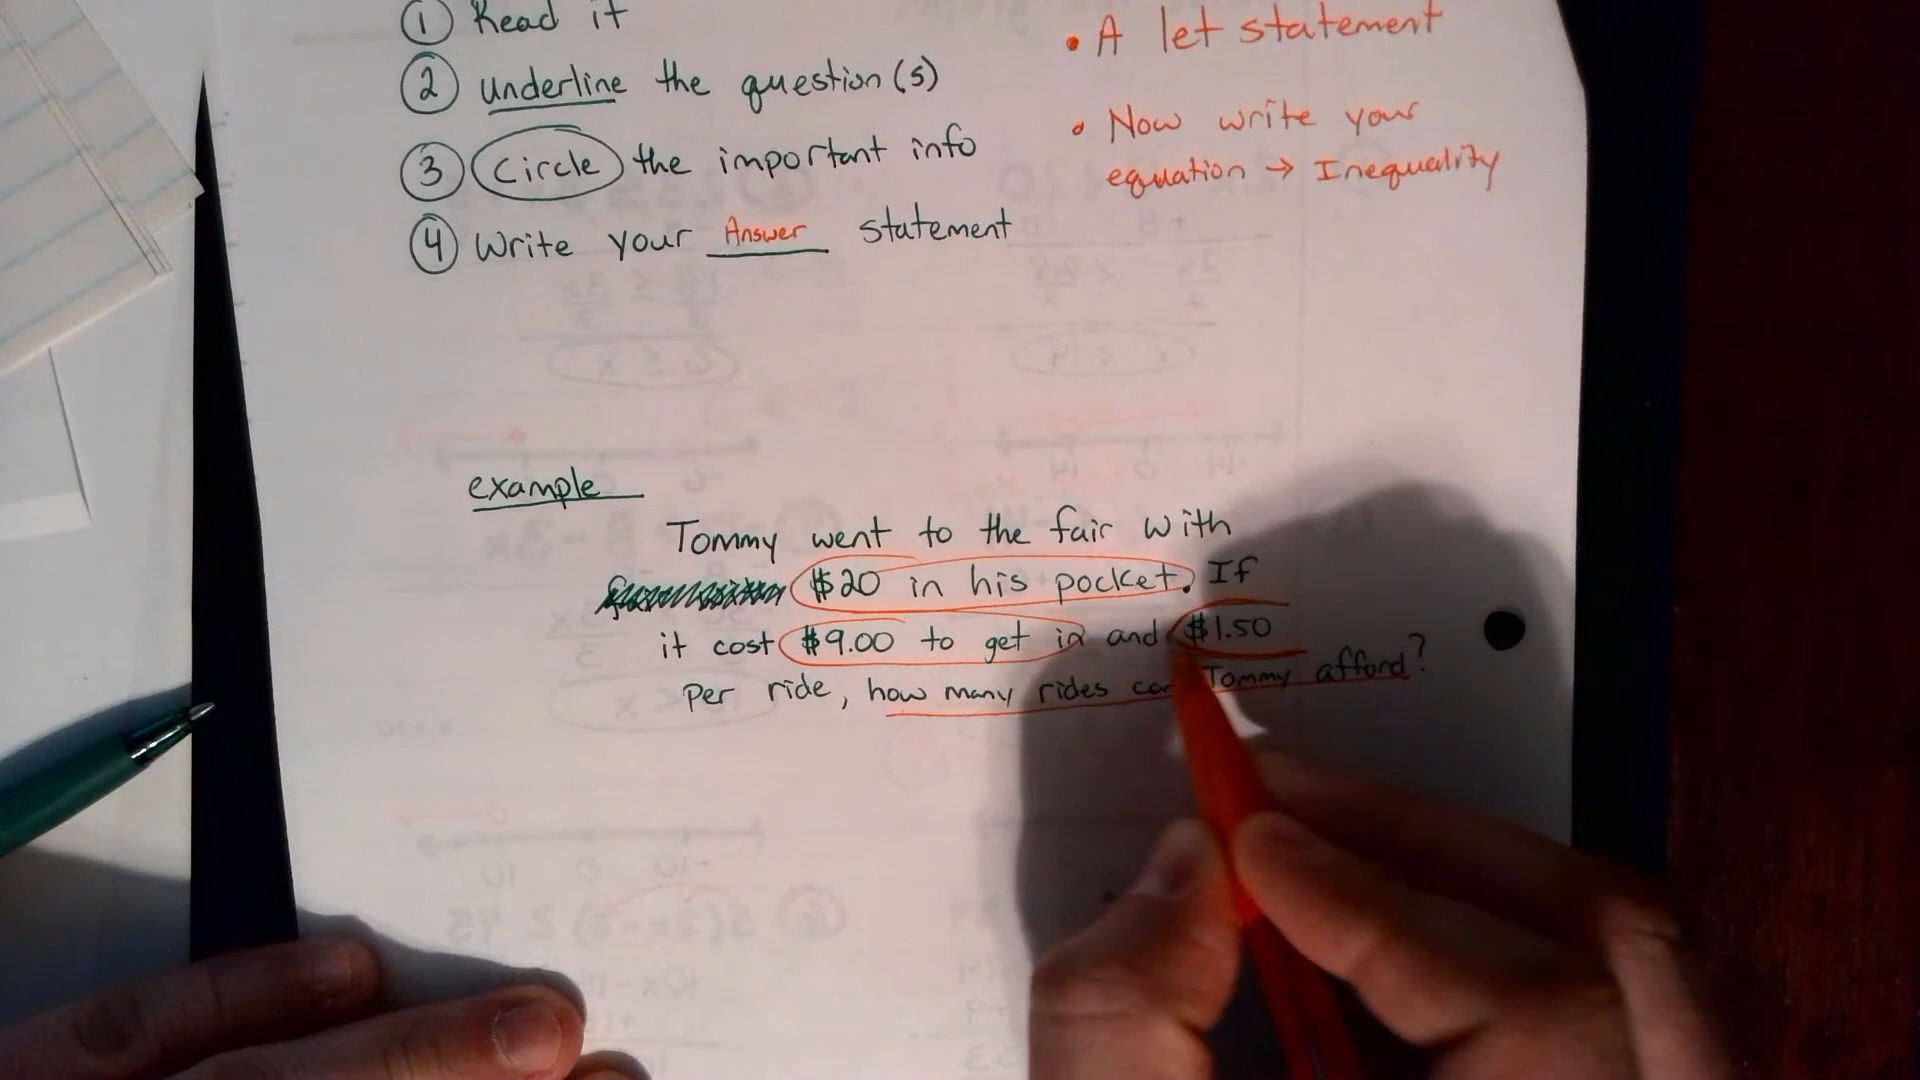 ① Read it
② underline the question(s)
③ Circle the important info
④ Write your Answer statement
• A let statement
• Now write your
equation → Inequality
example
Tommy went to the fair with
$20 in his pocket. If
it cost $9.00 to get in and $1.50
per ride, how many rides can Tommy afford?